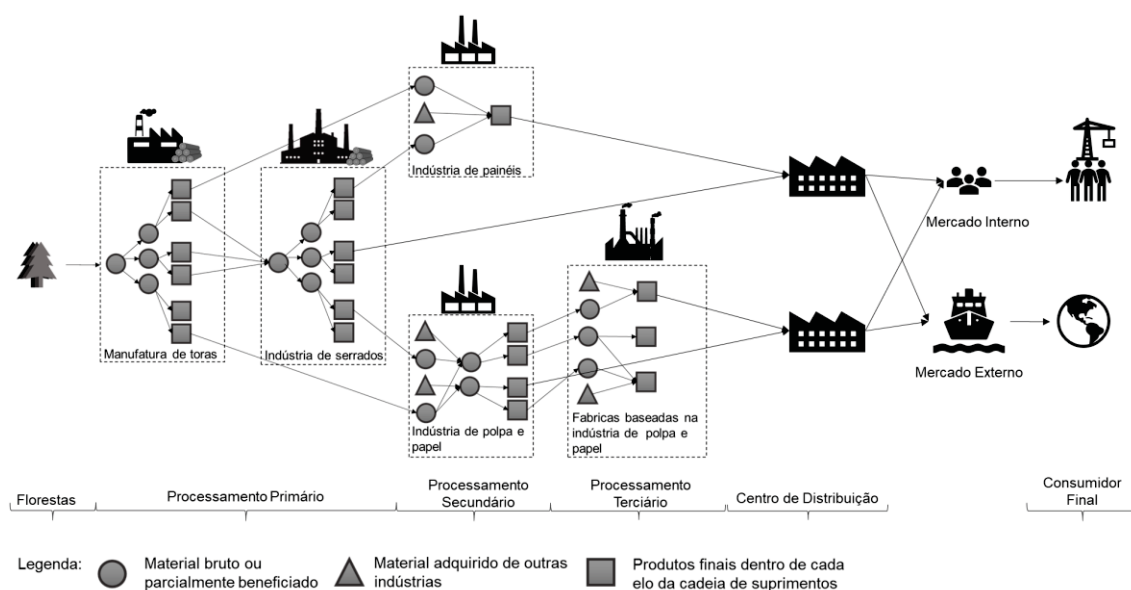 Indústria de painéis
Manufatura de toras
Indústria de serrados
Indústria de polpa e
papel
Fabricas baseadas na
indústria de polpa e
papel
Mercado Interno
Mercado Externo
Florestas
Processamento Primário
Processamento
Secundário
Processamento
Terciário
Centro de Distribuição
Consumidor
Final
Legenda:
Material bruto ou
parcialmente beneficiado
Material adquirido de outras
indústrias
Produtos finais dentro de cada
elo da cadeia de suprimentos